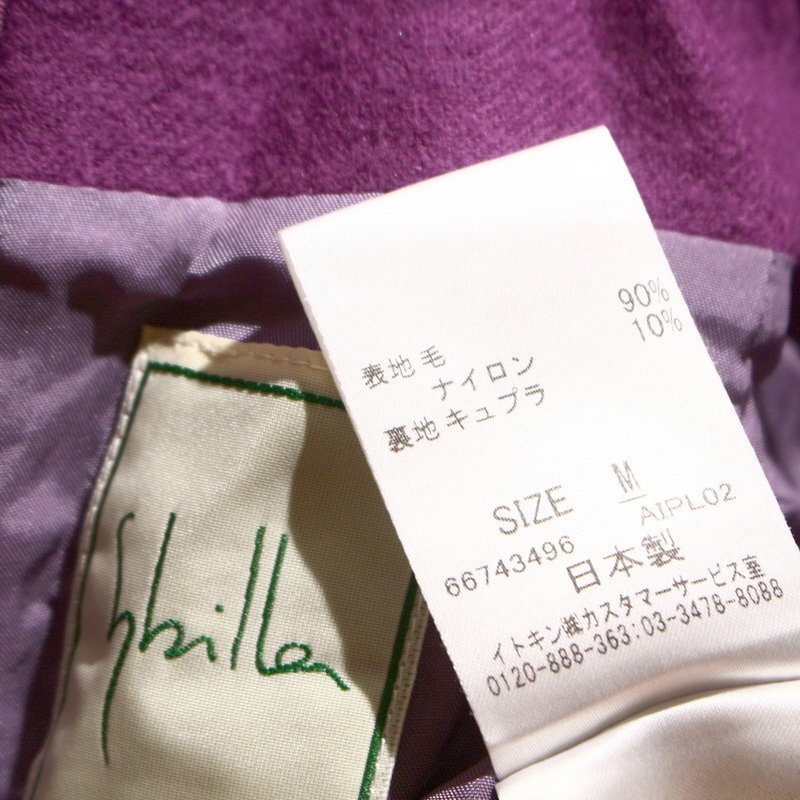 Sybilla
表地毛 90%
ナイロン 10%
裏地キュプラ
SIZE M
66743496 AIPL02
日本製
イトキン㈱カスタマーサービス室
0120-888-363:03-3478-8088